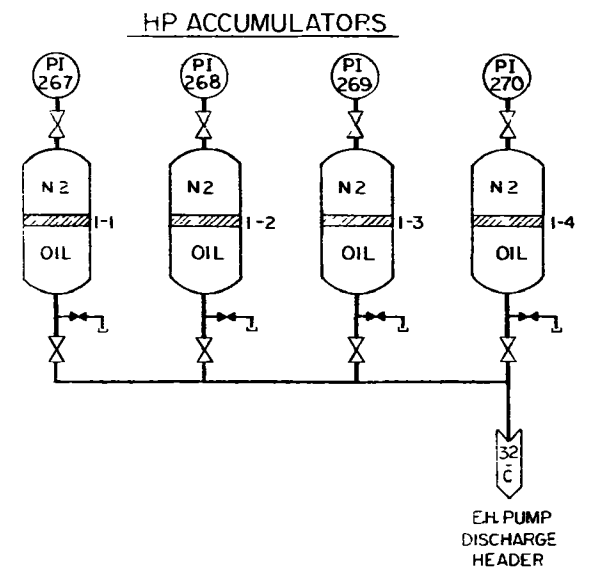 HP ACCUMULATORS
PI 267
PI 268
PI 269
PI 270
N2
N2
N2
N2
1-1
1-2
1-3
1-4
OIL
OIL
OIL
OIL
32
-
C
E.H. PUMP
DISCHARGE
HEADER